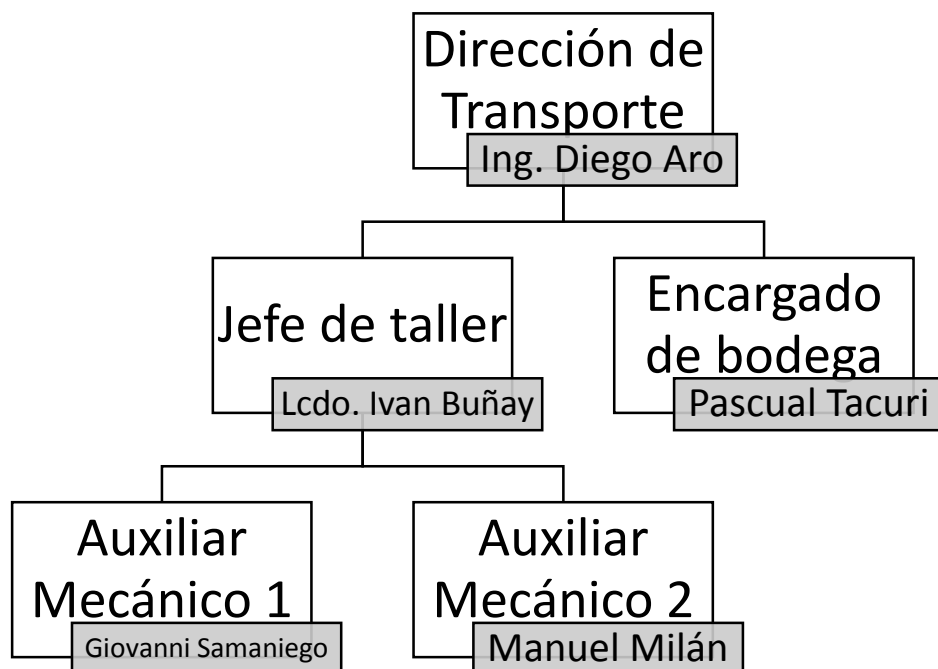 Dirección de
Transporte
Ing. Diego Aro
Jefe de taller
Lcdo. Ivan Buñay
Encargado
de bodega
Pascual Tacuri
Auxiliar
Mecánico 1
Giovanni Samaniego
Auxiliar
Mecánico 2
Manuel Milán